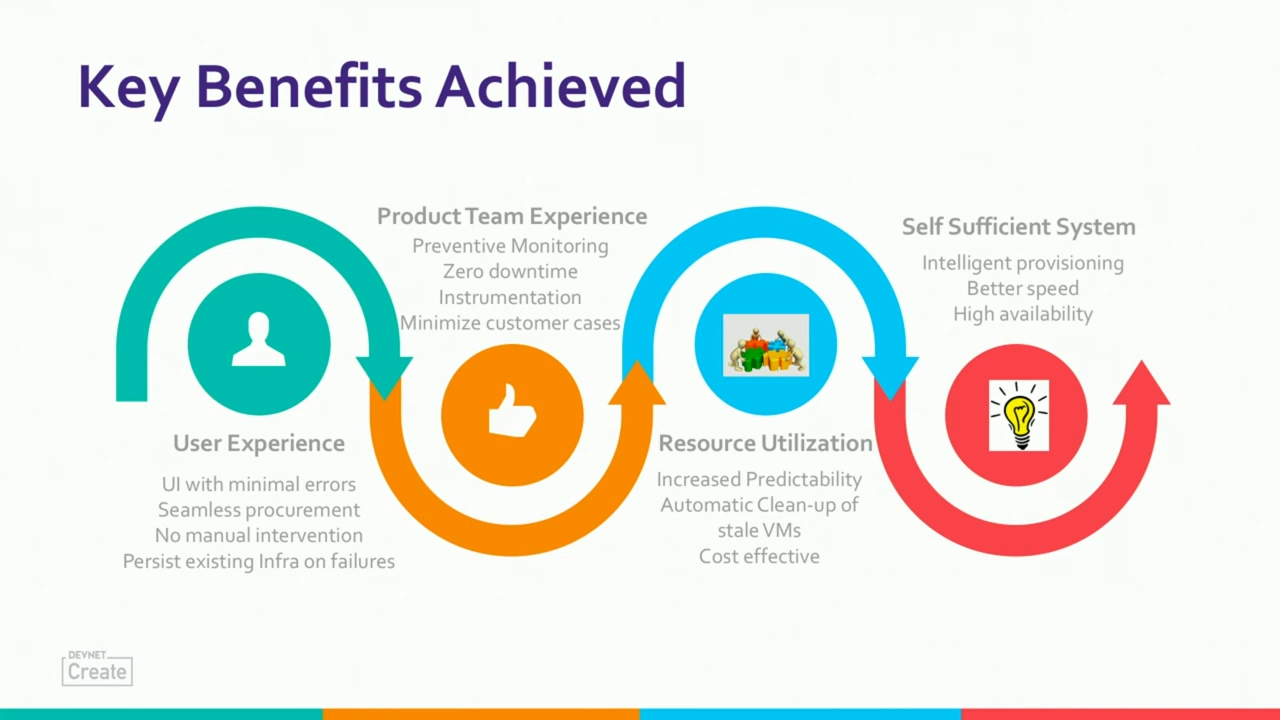 Key Benefits Achieved
User Experience
UI with minimal errors
Seamless procurement
No manual intervention
Persist existing Infra on failures
Product Team Experience
Preventive Monitoring
Zero downtime
Instrumentation
Minimize customer cases
Resource Utilization
Increased Predictability
Automatic Clean-up of
stale VMs
Cost effective
Self Sufficient System
Intelligent provisioning
Better speed
High availability
DEVNET
Create